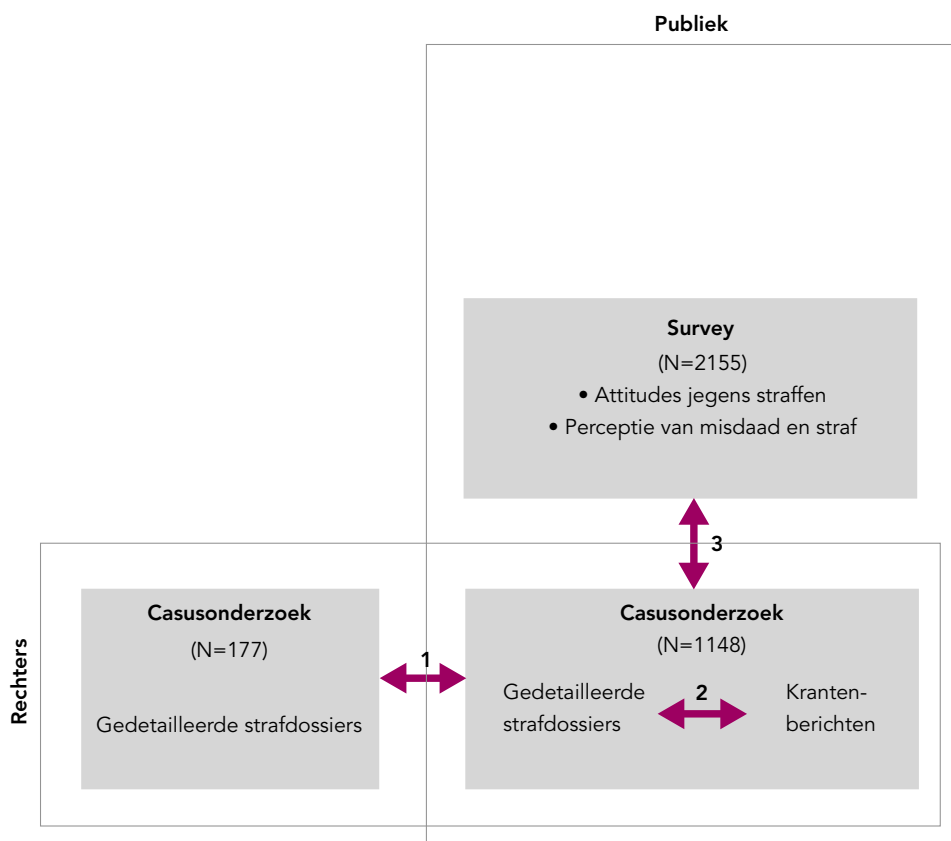 Publiek
Survey
(N=2155)
• Attitudes jegens straffen
• Perceptie van misdaad en straf
3
Rechters
Casusonderzoek
(N=177)
Gedetailleerde strafdossiers
1
Casusonderzoek
(N=1148)
Gedetailleerde
strafdossiers
2
Kranten-
berichten